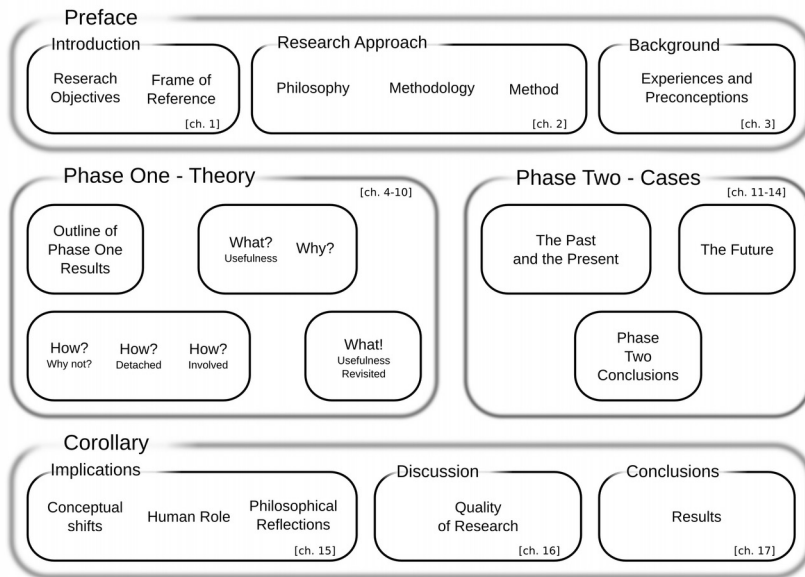 Preface
Introduction
Reserach
Objectives
Frame of
Reference
[ch. 1]
Research Approach
Philosophy
Methodology
Method
[ch. 2]
Background
Experiences and
Preconceptions
[ch. 3]
Phase One - Theory
[ch. 4-10]
Outline of
Phase One
Results
What?
Usefulness
Why?
How?
Why not?
How?
Detached
How?
Involved
What!
Usefulness
Revisited
Phase Two - Cases
[ch. 11-14]
The Past
and the Present
The Future
Phase
Two
Conclusions
Corollary
Implications
Conceptual
shifts
Human Role
Philosophical
Reflections
[ch. 15]
Discussion
Quality
of Research
[ch. 16]
Conclusions
Results
[ch. 17]